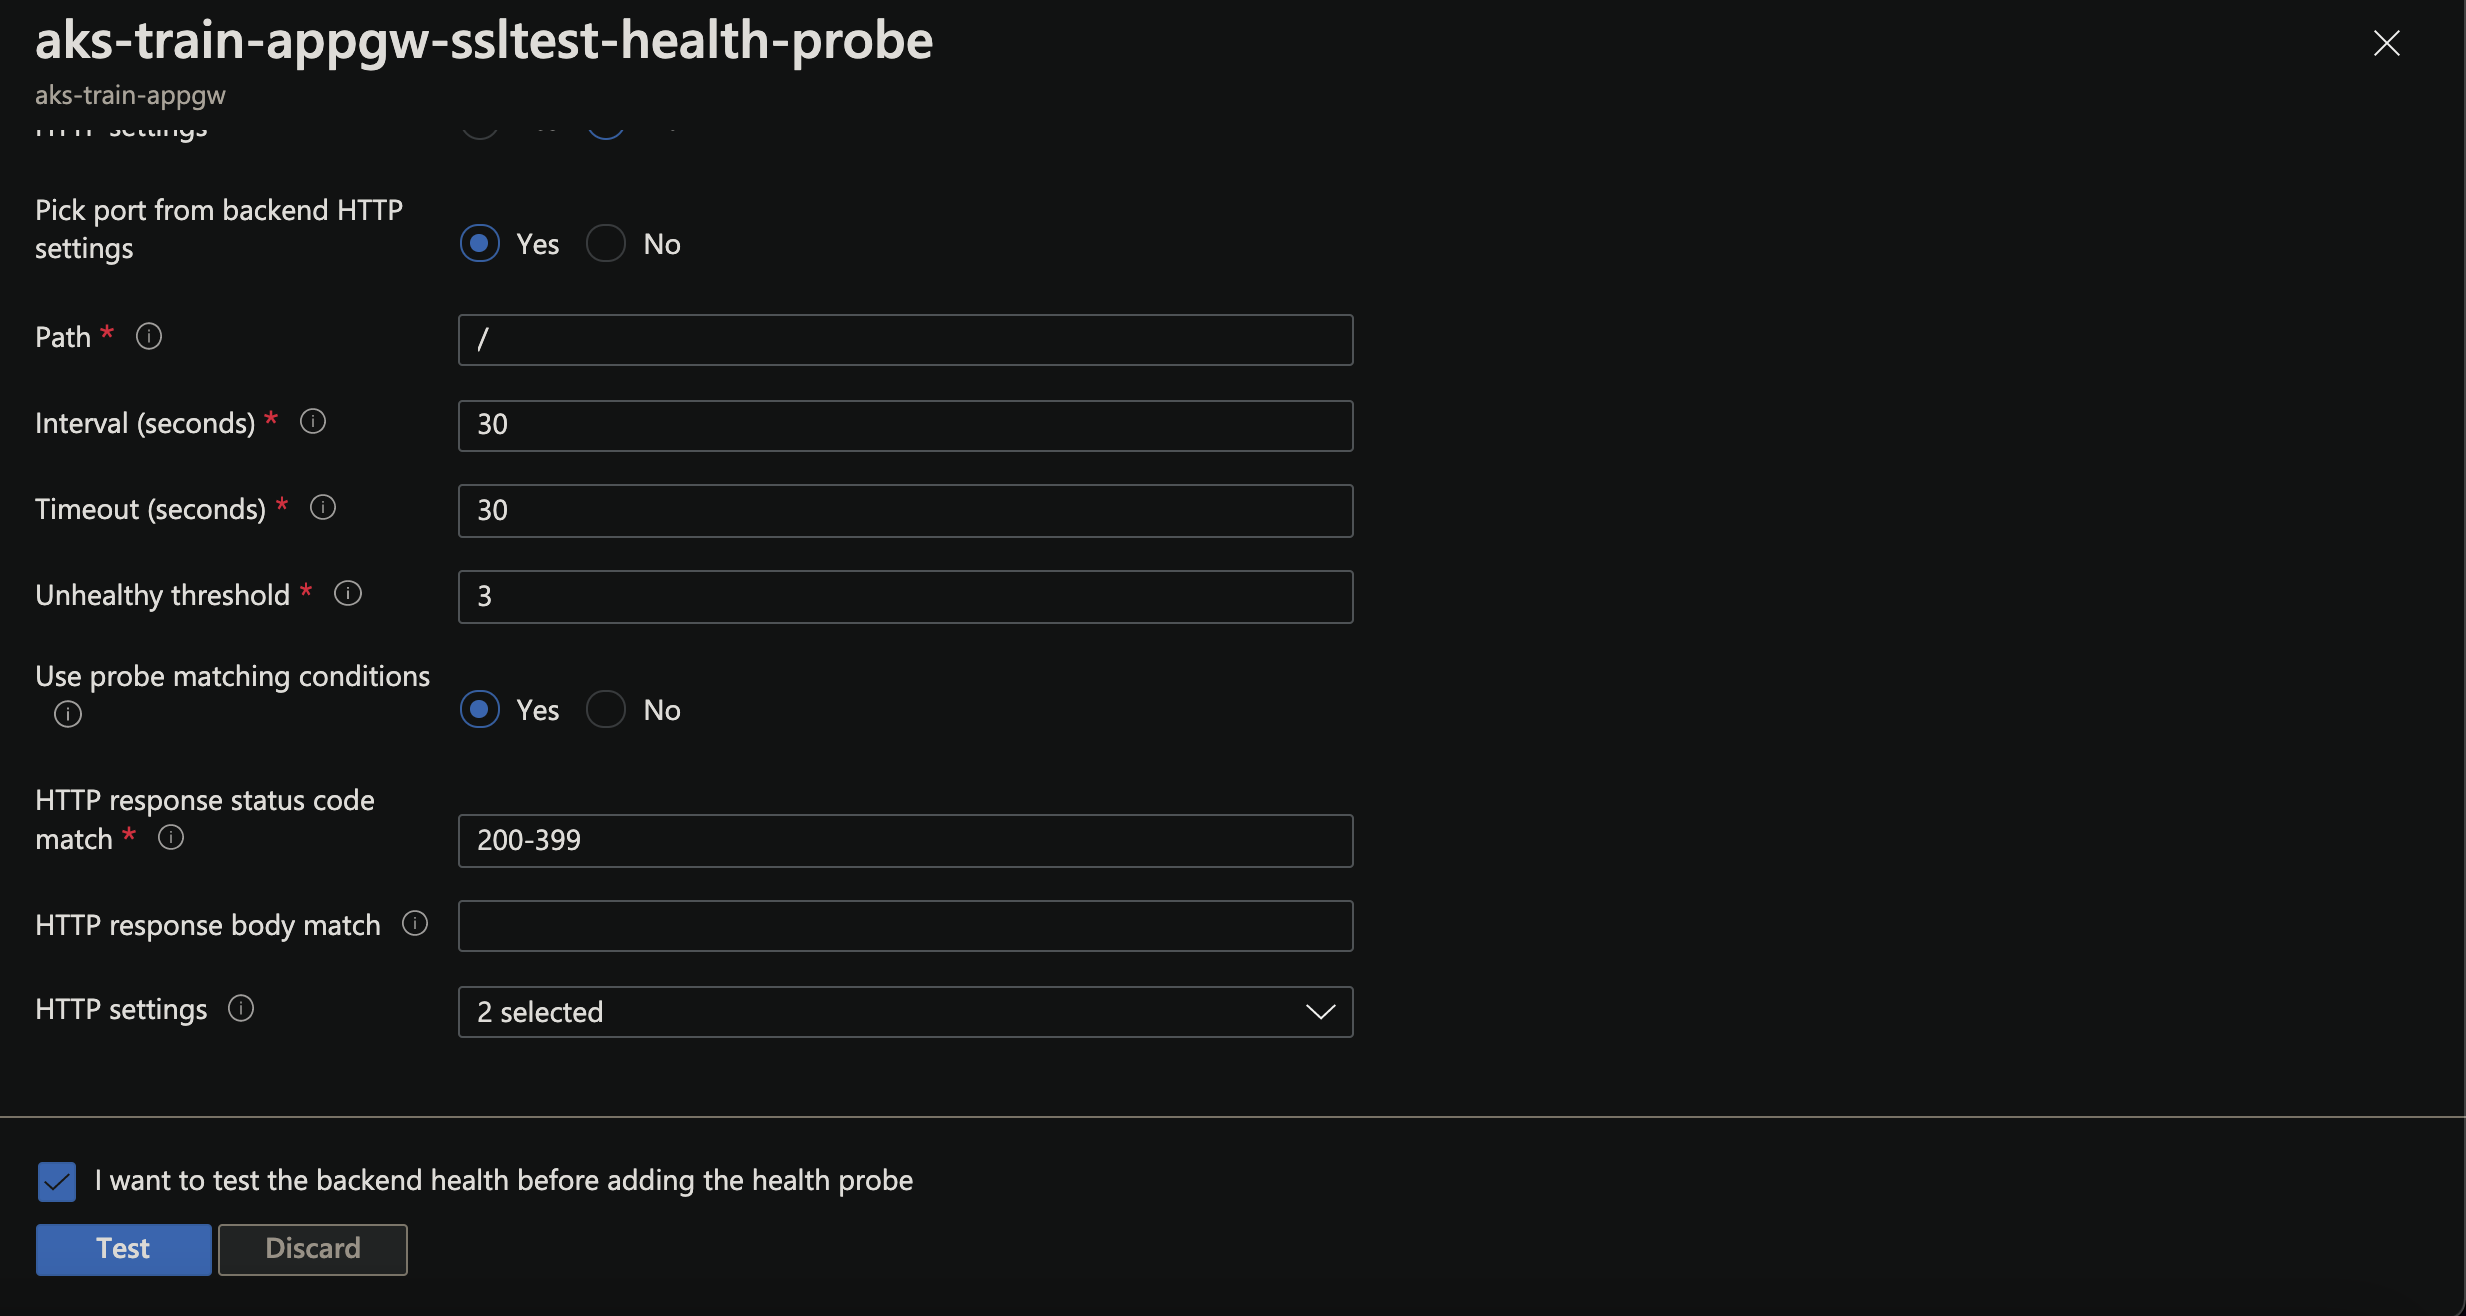 aks-train-appgw-ssltest-health-probe
aks-train-appgw
HTTP settings
Pick port from backend HTTP
settings
Yes No
Path *
/
Interval (seconds) *
30
Timeout (seconds) *
30
Unhealthy threshold *
3
Use probe matching conditions
Yes No
HTTP response status code
match *
200-399
HTTP response body match
HTTP settings
2 selected
I want to test the backend health before adding the health probe
Test Discard